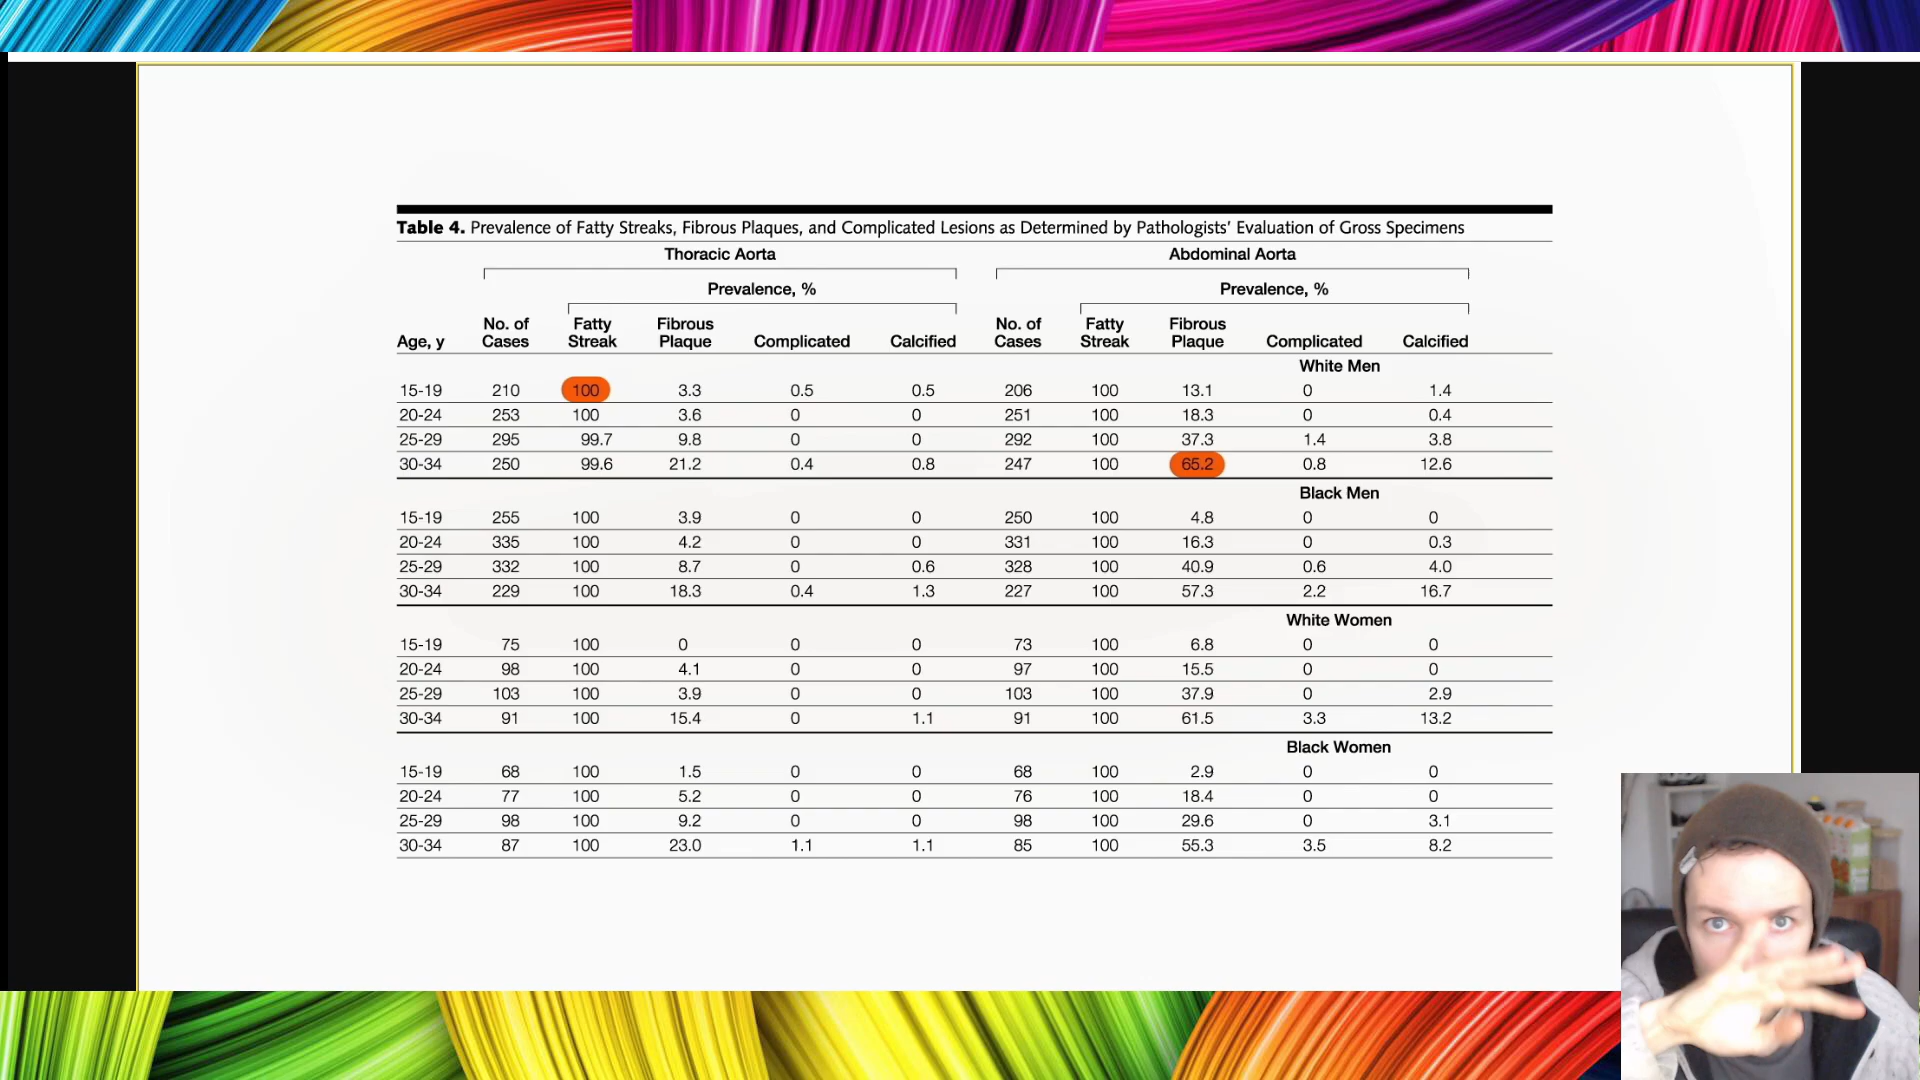 Table 4. Prevalence of Fatty Streaks, Fibrous Plaques, and Complicated Lesions as Determined by Pathologists' Evaluation of Gross Specimens
Thoracic Aorta Abdominal Aorta
Prevalence, % Prevalence, %
No. of Fatty Fibrous No. of Fatty Fibrous
Age, y Cases Streak Plaque Complicated Calcified Cases Streak Plaque Complicated Calcified
White Men
15-19 210 100 3.3 0.5 0.5 206 100 13.1 0 1.4
20-24 253 100 3.6 0 0 251 100 18.3 0 0.4
25-29 295 99.7 9.8 0 0 292 100 37.3 1.4 3.8
30-34 250 99.6 21.2 0.4 0.8 247 100 65.2 0.8 12.6
Black Men
15-19 255 100 3.9 0 0 250 100 4.8 0 0
20-24 335 100 4.2 0 0 331 100 16.3 0 0.3
25-29 332 100 8.7 0 0.6 328 100 40.9 0.6 4.0
30-34 229 100 18.3 0.4 1.3 227 100 57.3 2.2 16.7
White Women
15-19 75 100 0 0 0 73 100 6.8 0 0
20-24 98 100 4.1 0 0 97 100 15.5 0 0
25-29 103 100 3.9 0 0 103 100 37.9 0 2.9
30-34 91 100 15.4 0 1.1 91 100 61.5 3.3 13.2
Black Women
15-19 68 100 1.5 0 0 68 100 2.9 0 0
20-24 77 100 5.2 0 0 76 100 18.4 0 0
25-29 98 100 9.2 0 0 98 100 29.6 0 3.1
30-34 87 100 23.0 1.1 1.1 85 100 55.3 3.5 8.2